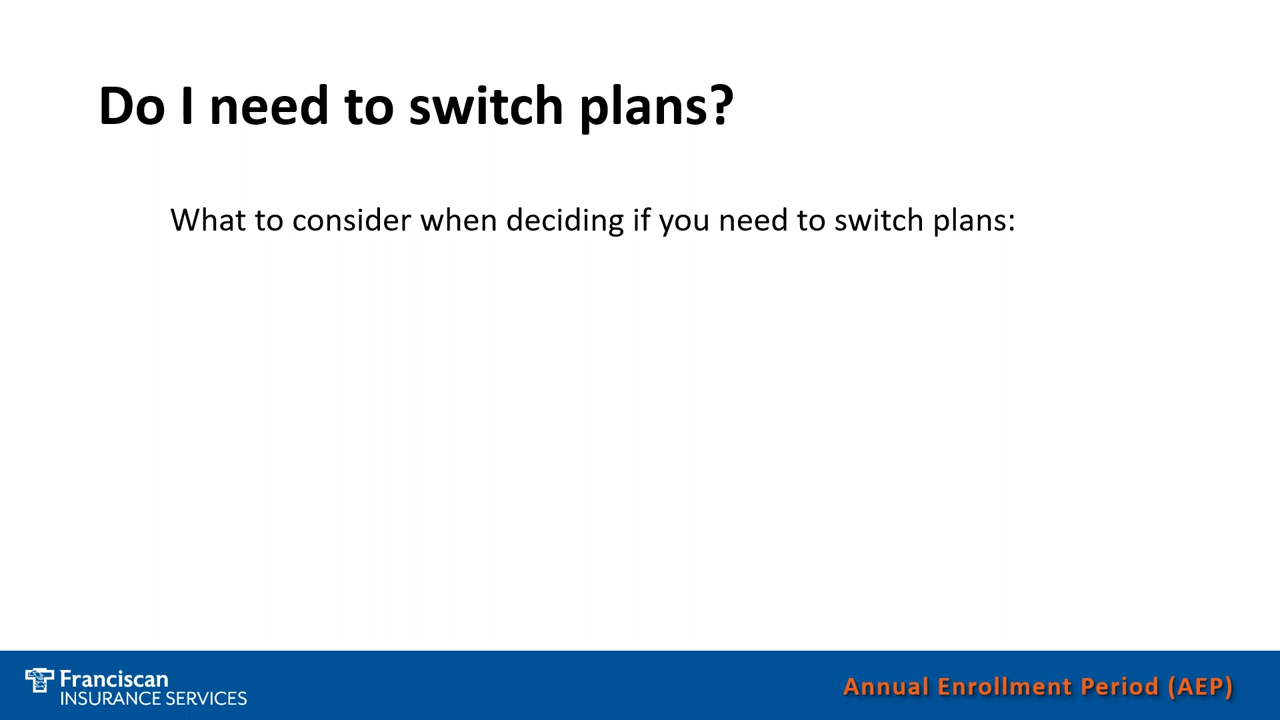 Do I need to switch plans?
What to consider when deciding if you need to switch plans:
Franciscan
INSURANCE SERVICES
Annual Enrollment Period (AEP)